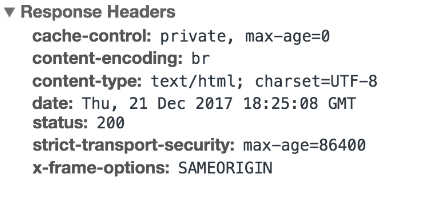 Response Headers
cache-control: private, max-age=0
content-encoding: br
content-type: text/html; charset=UTF-8
date: Thu, 21 Dec 2017 18:25:08 GMT
status: 200
strict-transport-security: max-age=86400
x-frame-options: SAMEORIGIN